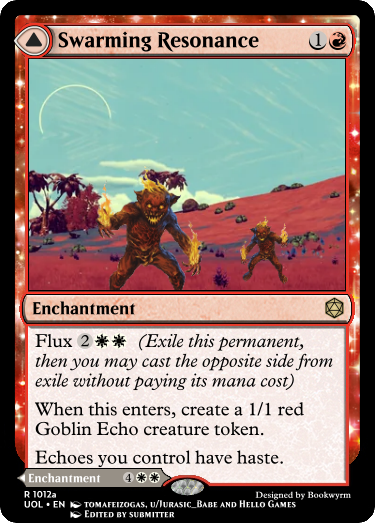 Swarming Resonance 1
Enchantment
Flux 2 (Exile this permanent,
then you may cast the opposite side from
exile without paying its mana cost)
When this enters, create a 1/1 red
Goblin Echo creature token.
Echoes you control have haste.
Enchantment 4
R 1012a Designed by Bookwyrm
UOL • EN tomafeizogas, u/Jurasic_Babe and Hello Games
Edited by submitter